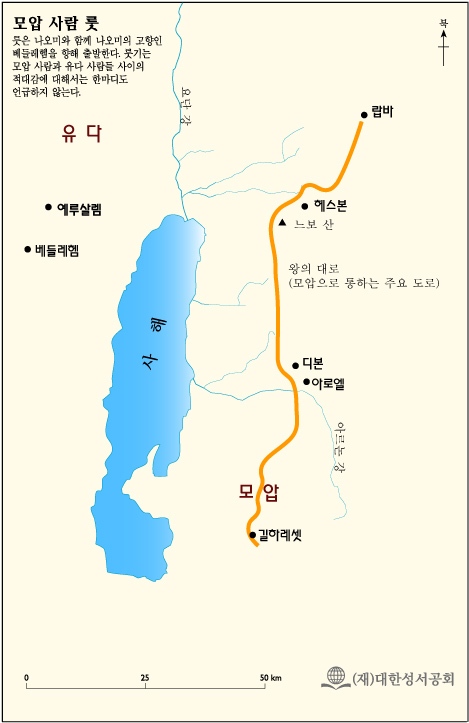 모압 사람 룻
룻은 나오미와 함께 나오미의 고향인
베들레헴을 향해 출발한다. 룻기는
모압 사람과 유다 사람들 사이의
적대감에 대해서는 한마디도
언급하지 않는다.
북
요단 강
랍바
유 다
예루살렘
헤스본
느보 산
베들레헴
왕의 대로
(모압으로 통하는 주요 도로)
사 해
디본
아로엘
아르논 강
모 압
길하레셋
0 25 50 km
(재)대한성서공회